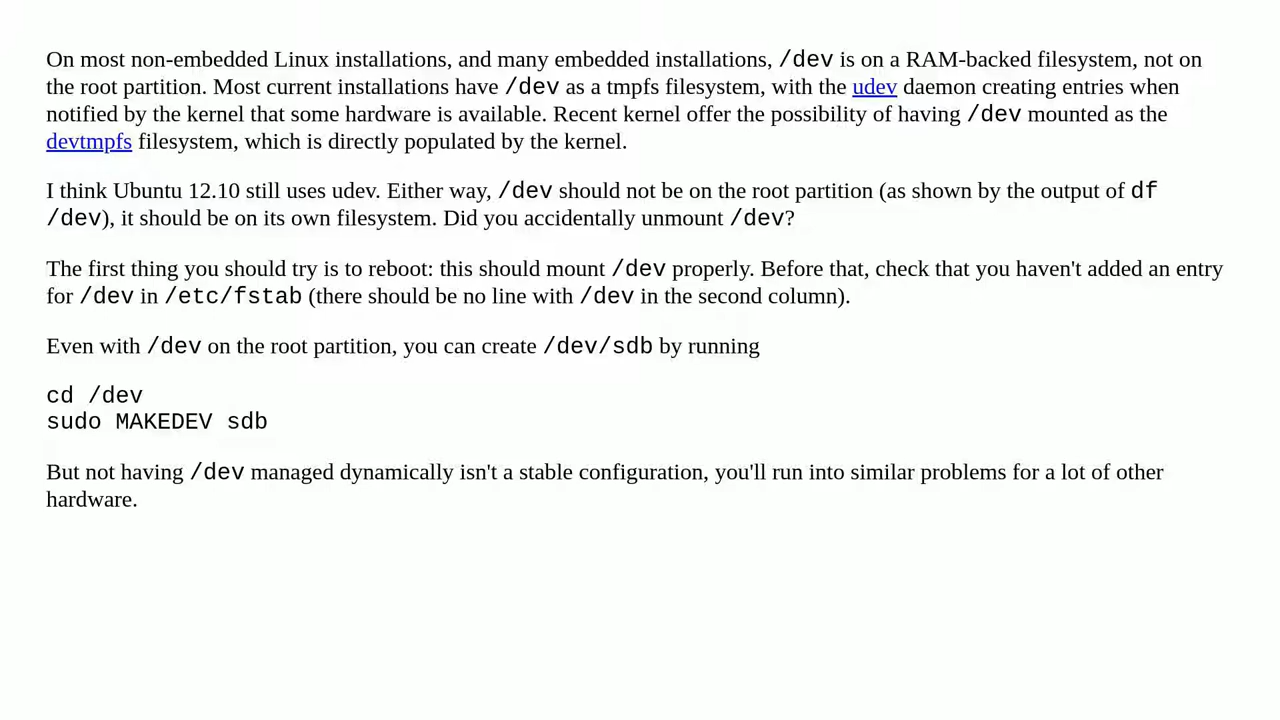 On most non-embedded Linux installations, and many embedded installations, /dev is on a RAM-backed filesystem, not on
the root partition. Most current installations have /dev as a tmpfs filesystem, with the udev daemon creating entries when
notified by the kernel that some hardware is available. Recent kernel offer the possibility of having /dev mounted as the
devtmpfs filesystem, which is directly populated by the kernel.
I think Ubuntu 12.10 still uses udev. Either way, /dev should not be on the root partition (as shown by the output of df
/dev), it should be on its own filesystem. Did you accidentally unmount /dev?
The first thing you should try is to reboot: this should mount /dev properly. Before that, check that you haven't added an entry
for /dev in /etc/fstab (there should be no line with /dev in the second column).
Even with /dev on the root partition, you can create /dev/sdb by running
cd /dev
sudo MAKEDEV sdb
But not having /dev managed dynamically isn't a stable configuration, you'll run into similar problems for a lot of other
hardware.